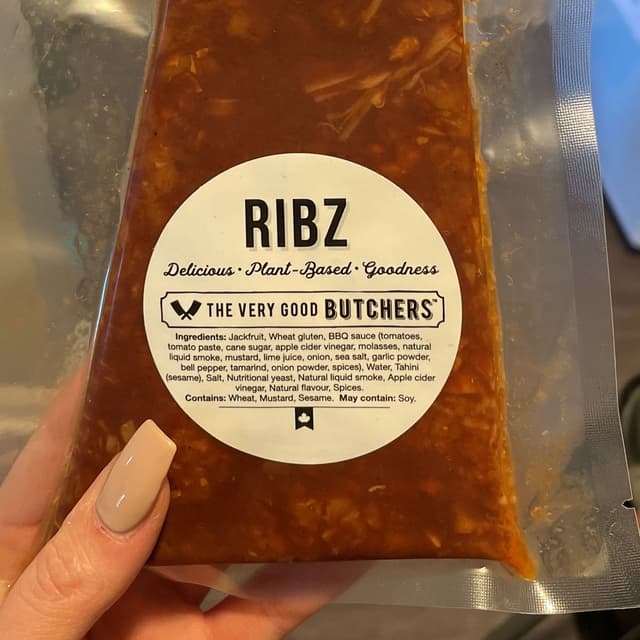 RIBZ
Delicious • Plant-Based • Goodness
THE VERY GOOD BUTCHERS™
Ingredients: Jackfruit, Wheat gluten, BBQ sauce (tomatoes,
tomato paste, cane sugar, apple cider vinegar, molasses, natural
liquid smoke, mustard, lime juice, onion, sea salt, garlic powder,
bell pepper, tamarind, onion powder, spices), Water, Tahini
(sesame), Salt, Nutritional yeast, Natural liquid smoke, Apple cider
vinegar, Natural flavour, Spices.
Contains: Wheat, Mustard, Sesame. May contain: Soy.